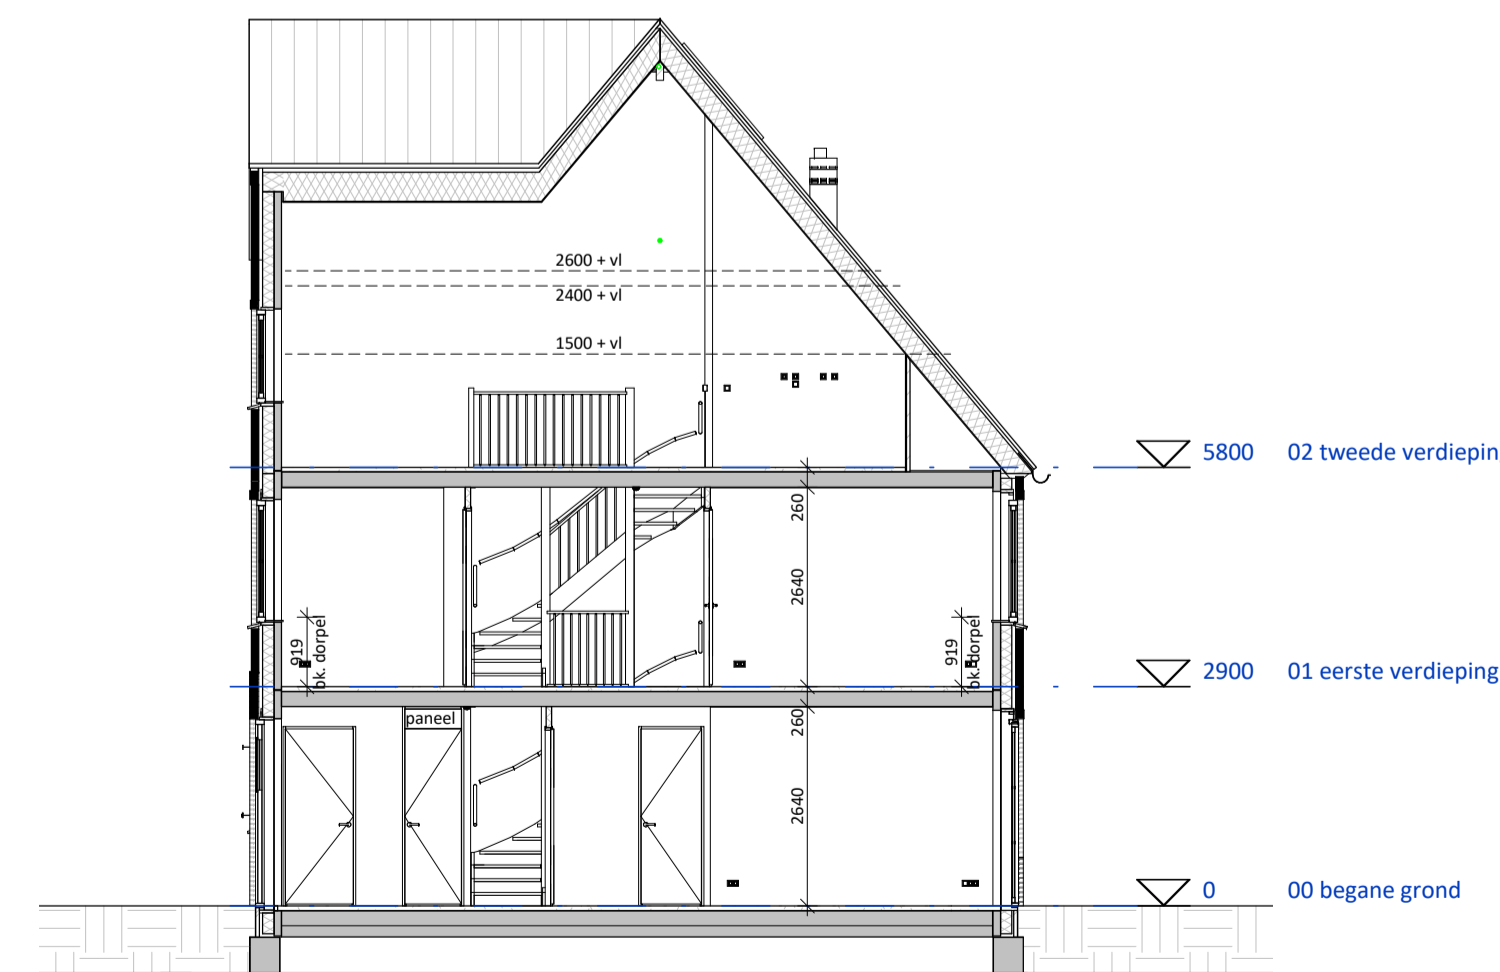 2600 + vl
2400 + vl
1500 + vl
5800 02 tweede verdiepin
260
2640
919
bk. dorpel
919
bk. dorpel
2900 01 eerste verdieping
paneel
260
2640
0 00 begane grond